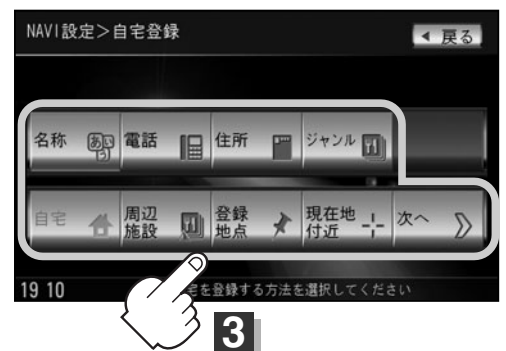 NAVI設定＞自宅登録
戻る
名称 あいう
電話
住所
ジャンル
自宅
周辺施設
登録地点
現在地付近
次へ
19 10
宅を登録する方法を選択してください
3